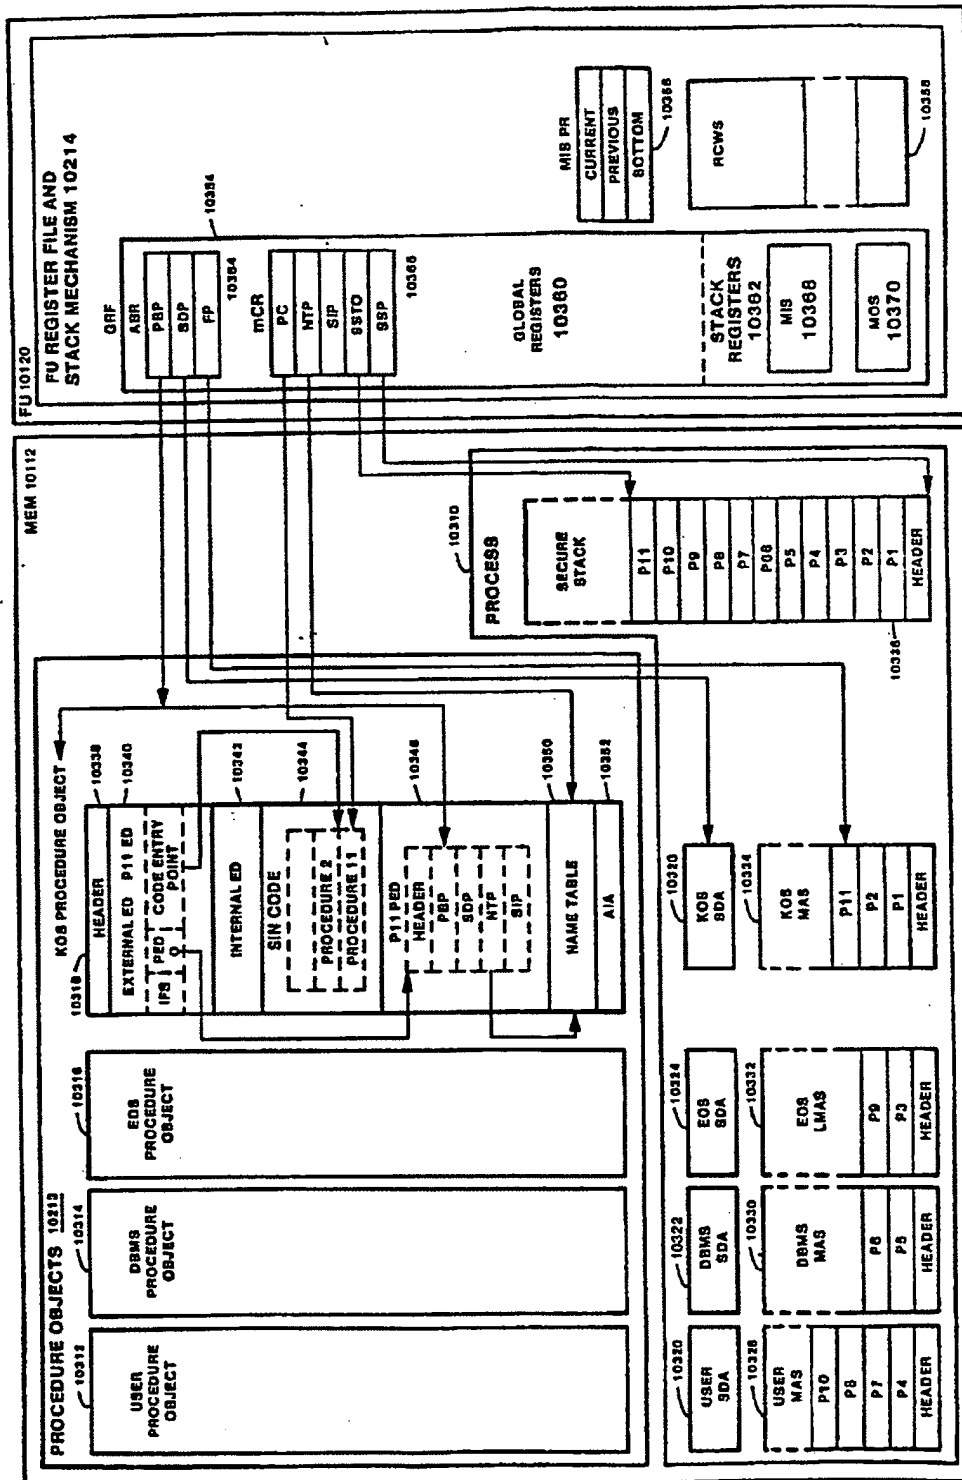 PROCEDURE OBJECTS 10213
10312
USER
PROCEDURE
OBJECT
10314
DBMS
PROCEDURE
OBJECT
10316
EOS
PROCEDURE
OBJECT
KOS PROCEDURE OBJECT
10318
10338
HEADER
10340
EXTERNAL ED P11 ED
IFS PED O CODE ENTRY
POINT
10342
INTERNAL ED
10344
SIN CODE
PROCEDURE 2
PROCEDURE 11
10348
P11 PED
HEADER
PBP
SDP
NTP
SIP
10350
NAME TABLE
10352
AIA
MEM 10112
10320
USER
SDA
10322
DBMS
SDA
10324
EOS
SDA
10320
KOS
SDA
10328
USER
MAS
P10
P8
P7
P4
HEADER
10330
DBMS
MAS
P6
P5
HEADER
10332
EOS
LMAS
P9
P3
HEADER
10334
KOS
MAS
P11
P2
P1
HEADER
10310
PROCESS
SECURE
STACK
P11
P10
P9
P8
P7
P06
P5
P4
P3
P2
P1
HEADER
10336
FU 10120
FU REGISTER FILE AND
STACK MECHANISM 10214
10354
GRF
ABR
PBP
SDP
FP
10364
mCR
PC
NTP
SIP
SSTO
SSP
10366
GLOBAL
REGISTERS
10360
STACK
REGISTERS
10362
MIS
10368
MOS
10370
MIS PR
CURRENT
PREVIOUS
BOTTOM
10356
RCWS
10358